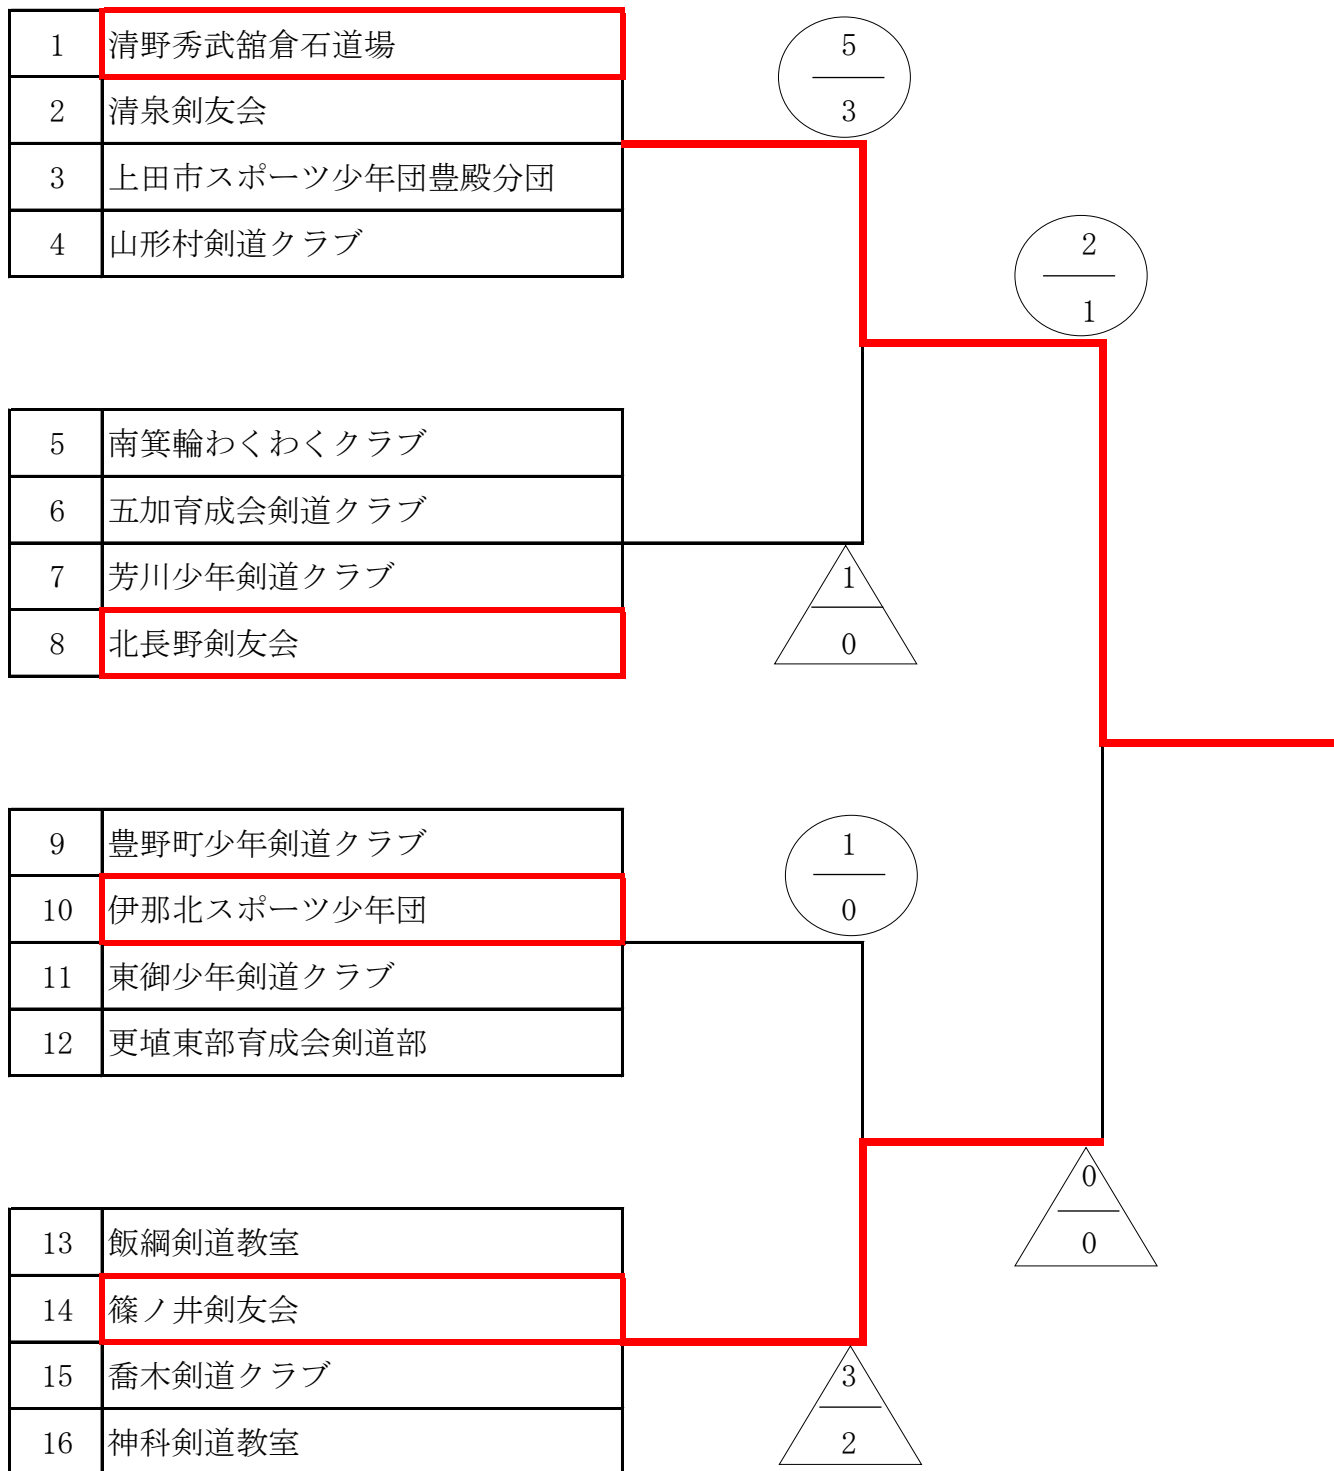 1 清野秀武舘倉石道場
2 清泉剣友会
3 上田市スポーツ少年団豊殿分団
4 山形村剣道クラブ
5
3
2
1
5 南箕輪わくわくクラブ
6 五加育成会剣道クラブ
7 芳川少年剣道クラブ
8 北長野剣友会
1
0
9 豊野町少年剣道クラブ
10 伊那北スポーツ少年団
11 東御少年剣道クラブ
12 更埴東部育成会剣道部
1
0
0
0
13 飯綱剣道教室
14 篠ノ井剣友会
15 喬木剣道クラブ
16 神科剣道教室
3
2